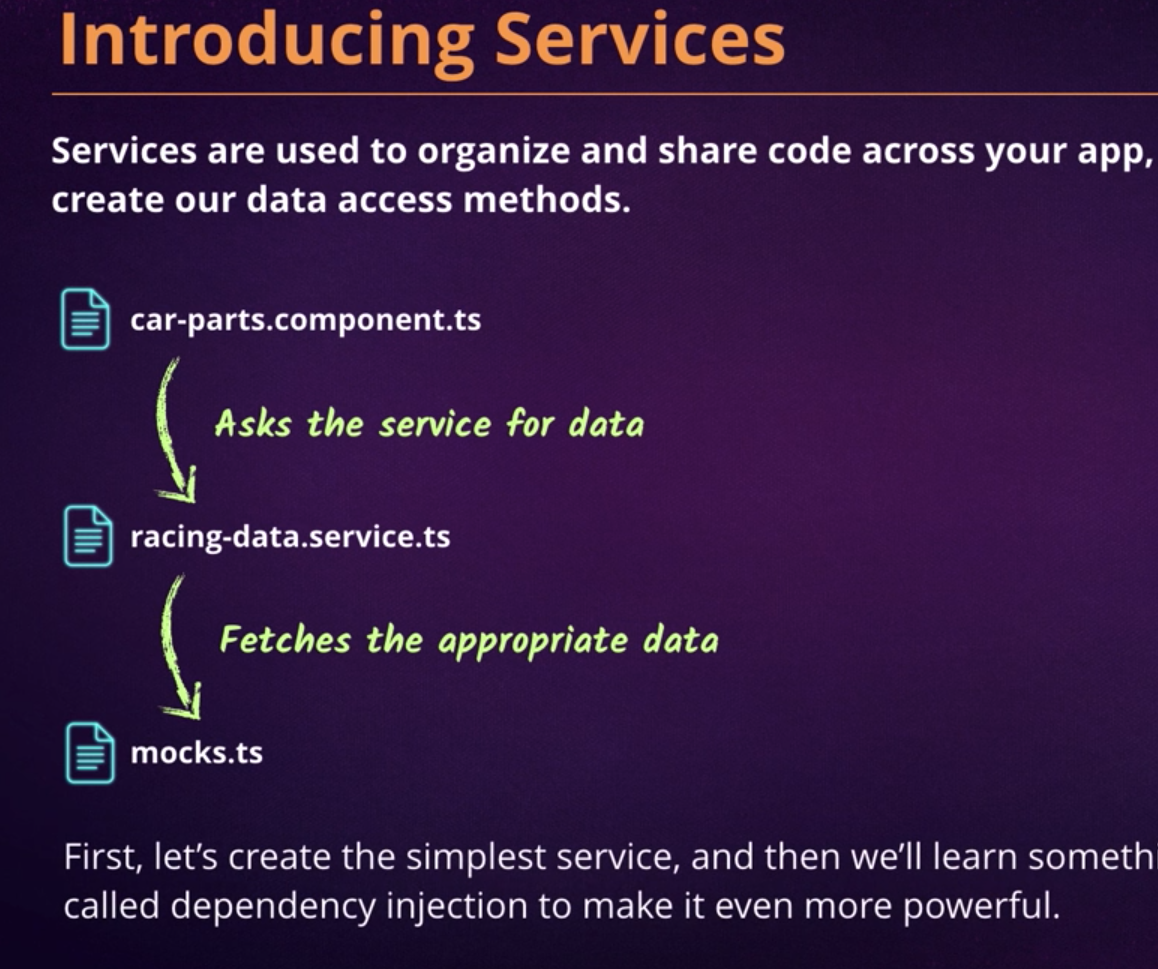 Introducing Services
Services are used to organize and share code across your app,
create our data access methods.
car-parts.component.ts
Asks the service for data
racing-data.service.ts
Fetches the appropriate data
mocks.ts
First, let's create the simplest service, and then we'll learn somethi
called dependency injection to make it even more powerful.